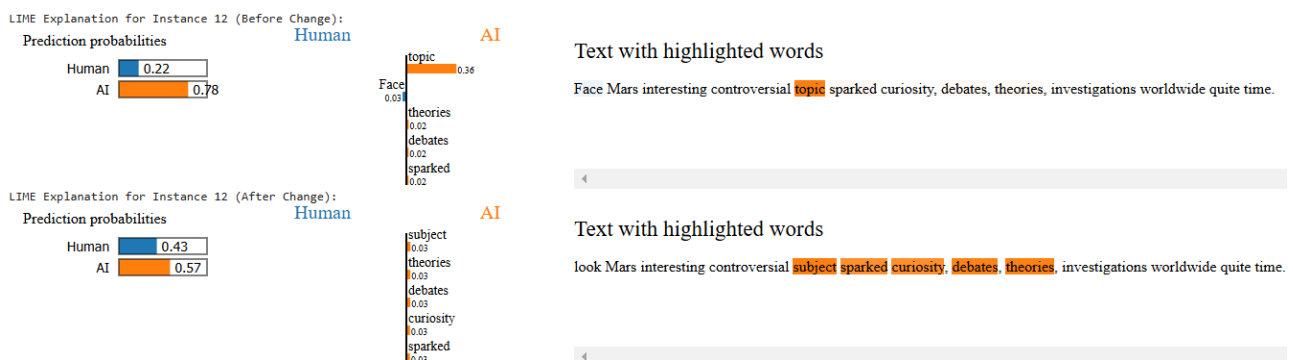 LIME Explanation for Instance 12 (Before Change):
Prediction probabilities
Human 0.22
AI 0.78
Human AI
topic
0.36
Face
0.03
theories
0.02
debates
0.02
sparked
0.02
Text with highlighted words
Face Mars interesting controversial topic sparked curiosity, debates, theories, investigations worldwide quite time.
LIME Explanation for Instance 12 (After Change):
Prediction probabilities
Human 0.43
AI 0.57
Human AI
subject
0.03
theories
0.03
debates
0.03
curiosity
0.03
sparked
0.03
Text with highlighted words
look Mars interesting controversial subject sparked curiosity, debates, theories, investigations worldwide quite time.